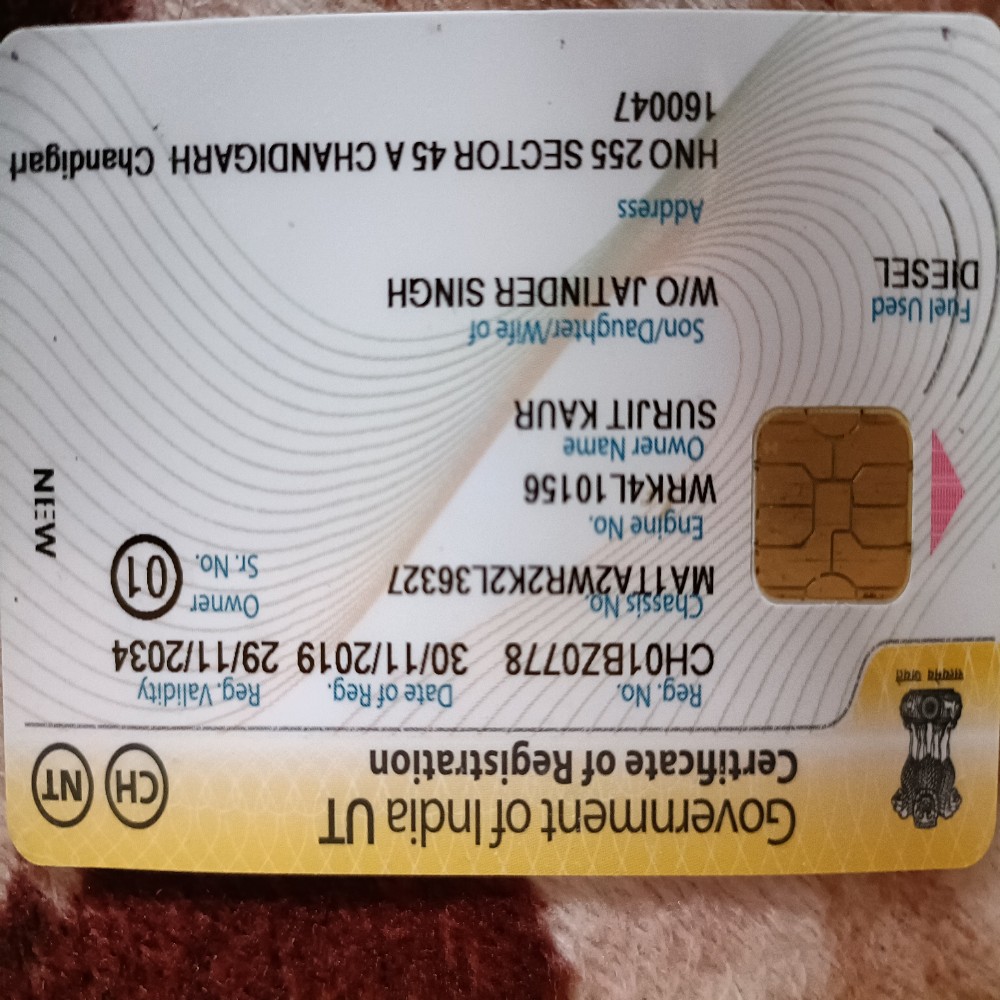 Government of India UT
Certificate of Registration
CH
NT
सत्यमेव जयते
Reg. No.
Date of Reg.
Reg. Validity
CH01BZ0778
30/11/2019
29/11/2034
Chassis No.
MA1TA2WR2K2L36327
Owner
Sr. No.
01
Engine No.
WRK4L10156
Owner Name
SURJIT KAUR
NEW
Son/Daughter/Wife of
W/O JATINDER SINGH
Fuel Used
DIESEL
Address
HNO 255 SECTOR 45 A CHANDIGARH Chandigarh
160047